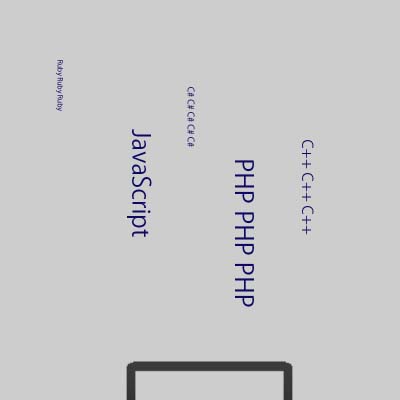 Ruby Ruby Ruby
JavaScript
C# C# C# C# C#
PHP PHP PHP
C++ C++ C++